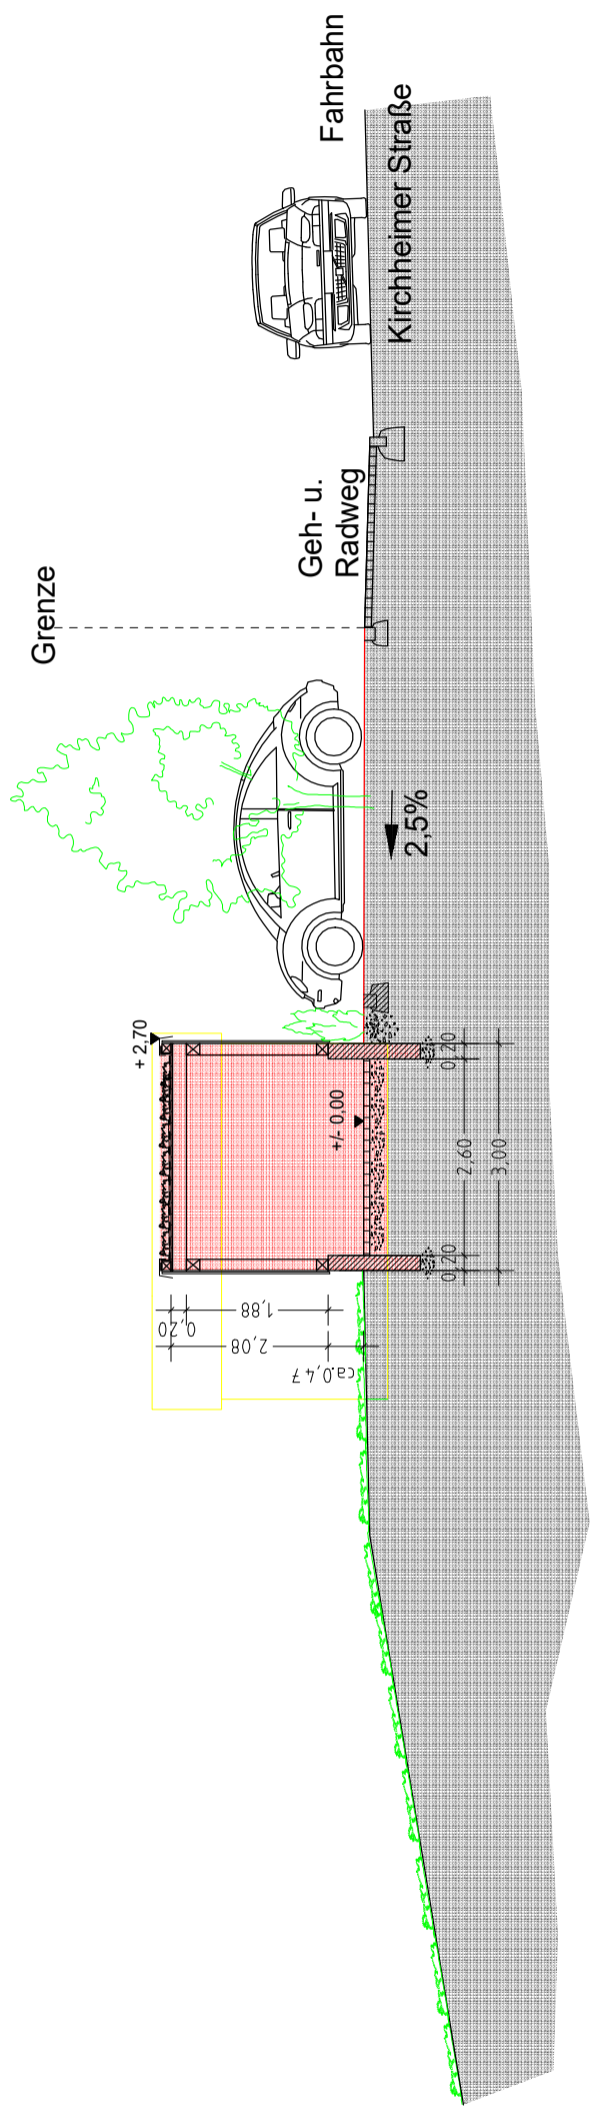 Fahrbahn
Kirchheimer Straße
Geh- u.
Radweg
Grenze
2,5%
+ 2,70
+/- 0.00
0,20
2,60
0,20
3,00
0,20
1,88
2,08
ca.0,47